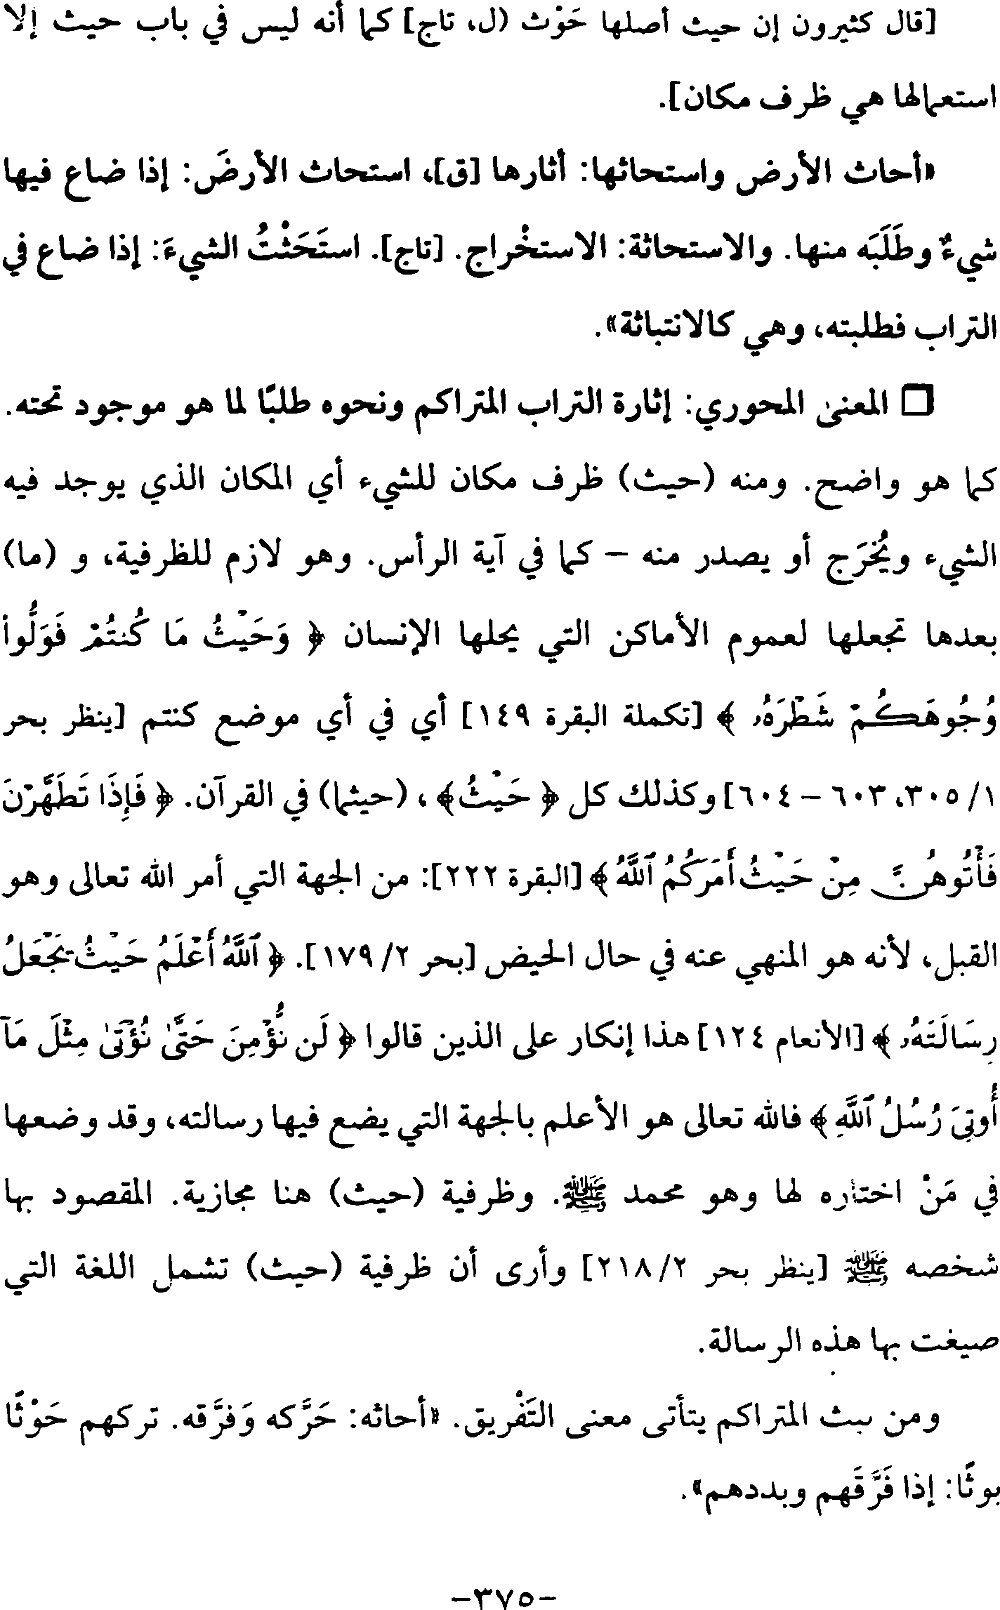 [قال كثيرون إن حيث أصلها حَوْث (ل، تاج] كما أنه ليس في باب حيث إلا
استعمالها هي ظرف مكان].
«أحاث الأرض واستحاثها: أثارها [ق]، استحاث الأرضَ: إذا ضاع فيها
شيءٌ وطَلَبَه منها. والاستحاثة: الاستخْراج. [تاج]. استَحَثْتُ الشيءَ: إذا ضاع في
التراب فطلبته، وهي كالانتباثة».
□ المعنى المحوري: إثارة التراب المتراكم ونحوه طلبًا لما هو موجود تحته.
كما هو واضح. ومنه (حيث) ظرف مكان للشيء أي المكان الذي يوجد فيه
الشيء ويُخرَج أو يصدر منه – كما في آية الرأس. وهو لازم للظرفية، و (ما)
بعدها تجعلها لعموم الأماكن التي يحلها الإنسان ﴿ وَحَيْثُ مَا كُنتُمْ فَوَلُّوا۟
وُجُوهَكُمْ شَطْرَهُۥ ﴾ [تكملة البقرة ١٤٩] أي في أي موضع كنتم [ينظر بحر
١/ ٣٠٥، ٦٠٣ – ٦٠٤] وكذلك كل ﴿ حَيْثُ﴾ ، (حيثما) في القرآن. ﴿ فَإِذَا تَطَهَّرْنَ
فَأْتُوهُنَّ مِنْ حَيْثُ أَمَرَكُمُ ٱللَّهُ ﴾ [البقرة ٢٢٢]: من الجهة التي أمر الله تعالى وهو
القبل، لأنه هو المنهي عنه في حال الحيض [بحر ٢/ ١٧٩]. ﴿ ٱللَّهُ أَعْلَمُ حَيْثُ يَجْعَلُ
رِسَالَتَهُۥ ﴾ [الأنعام ١٢٤] هذا إنكار على الذين قالوا ﴿ لَن نُّؤْمِنَ حَتَّىٰ نُؤْتَىٰ مِثْلَ مَآ
أُوتِىَ رُسُلُ ٱللَّهِ ﴾ فالله تعالى هو الأعلم بالجهة التي يضع فيها رسالته، وقد وضعها
في مَنْ اختاره لها وهو محمد ﷺ. وظرفية (حيث) هنا مجازية. المقصود بها
شخصه ﷺ [ينظر بحر ٢/ ٢١٨] وأرى أن ظرفية (حيث) تشمل اللغة التي
صيغت بها هذه الرسالة.
ومن نبث المتراكم يتأتى معنى التَفْريق. «أحاثه: حَرَّكه وَفرَّقه. تركهم حَوْثًا
بوثًا: إذا فَرَّقَهم وبددهم».
-٣٧٥-